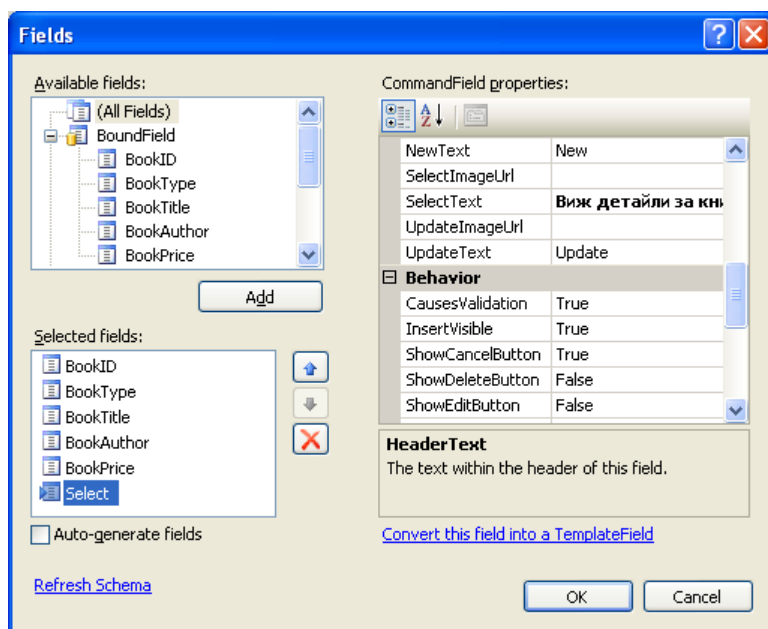 Fields
Available fields:
(All Fields)
BoundField
BookID
BookType
BookTitle
BookAuthor
BookPrice
Add
Selected fields:
BookID
BookType
BookTitle
BookAuthor
BookPrice
Select
Auto-generate fields
Refresh Schema
CommandField properties:
NewText New
SelectImageUrl
SelectText Виж детайли за кни
UpdateImageUrl
UpdateText Update
Behavior
CausesValidation True
InsertVisible True
ShowCancelButton True
ShowDeleteButton False
ShowEditButton False
HeaderText
The text within the header of this field.
Convert this field into a TemplateField
OK Cancel